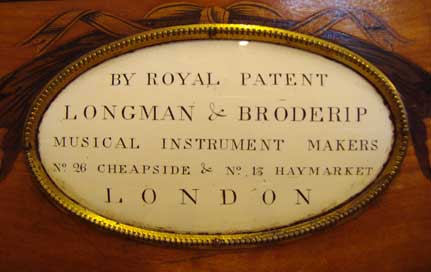 BY ROYAL PATENT
LONGMAN & BRODERIP
MUSICAL INSTRUMENT MAKERS
No. 26 CHEAPSIDE & No. 13 HAYMARKET
LONDON